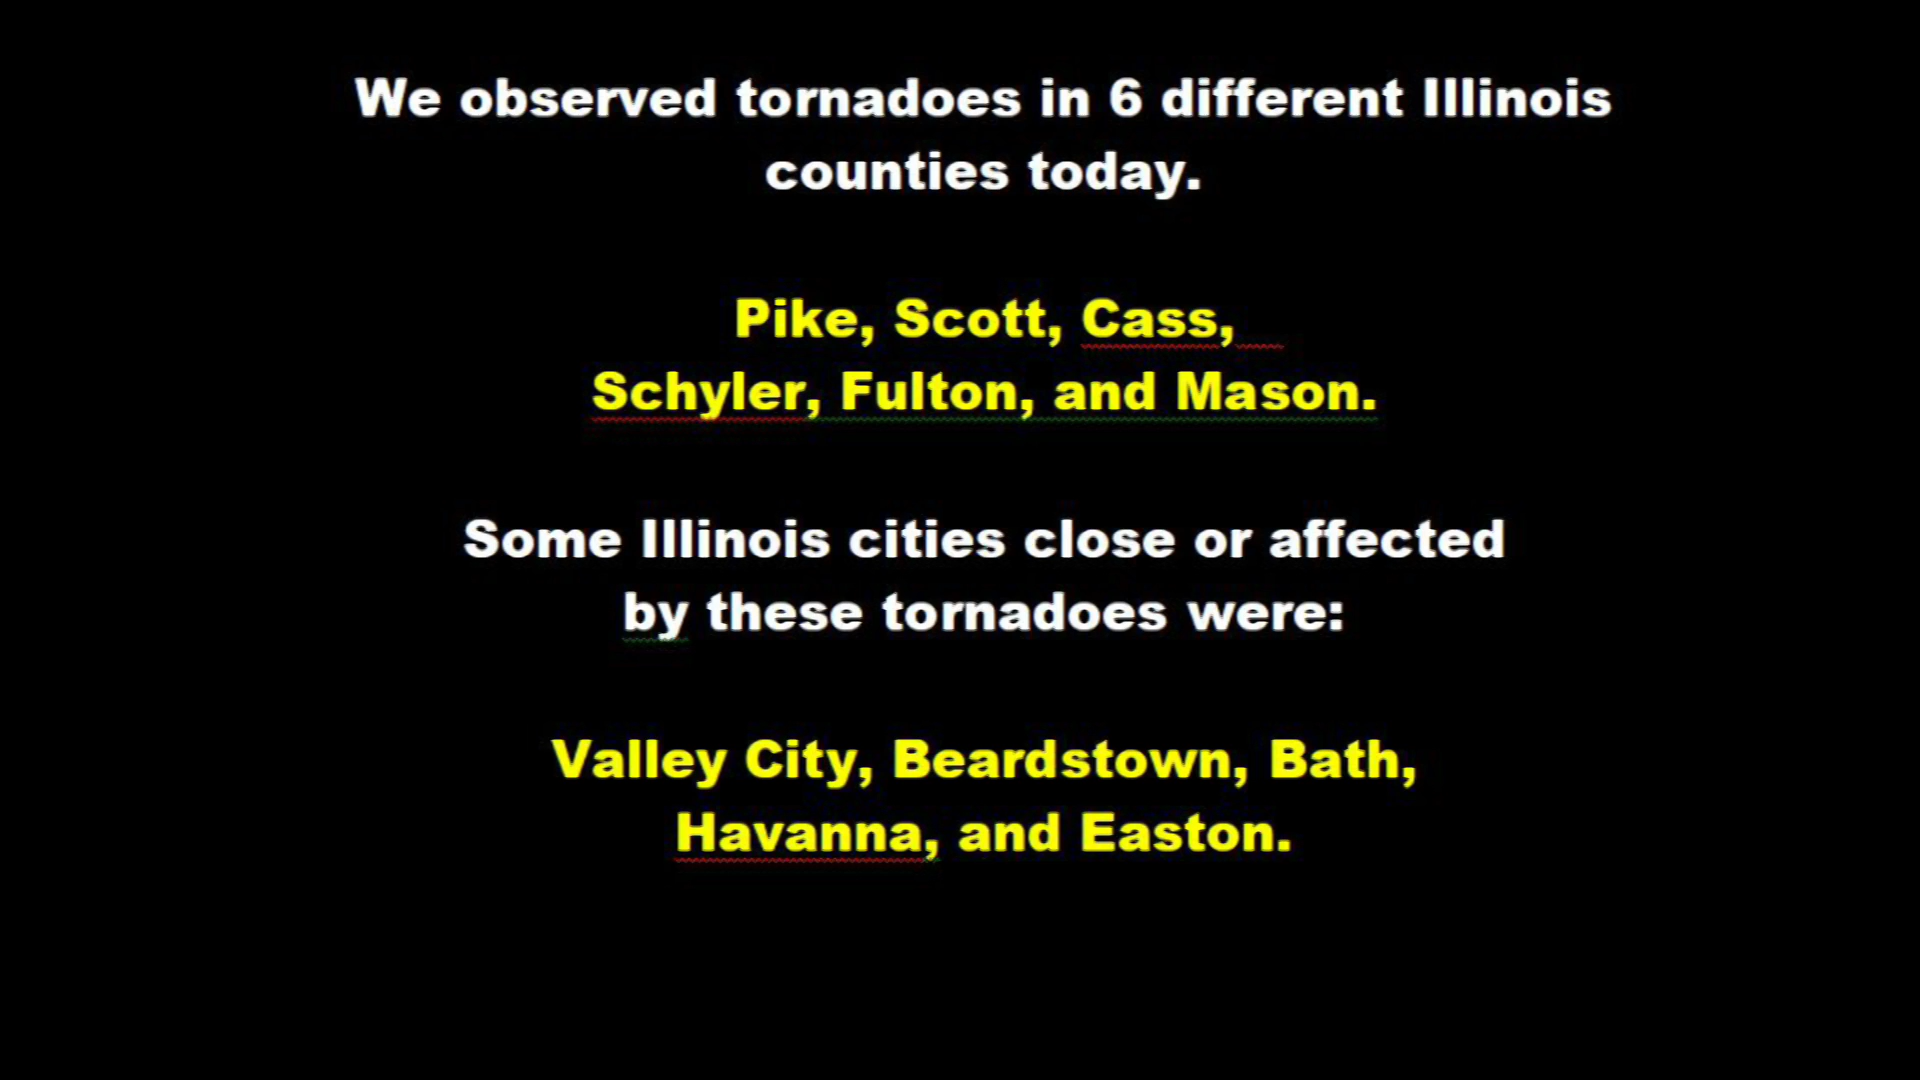 We observed tornadoes in 6 different Illinois
counties today.
Pike, Scott, Cass,
Schyler, Fulton, and Mason.
Some Illinois cities close or affected
by these tornadoes were:
Valley City, Beardstown, Bath,
Havanna, and Easton.